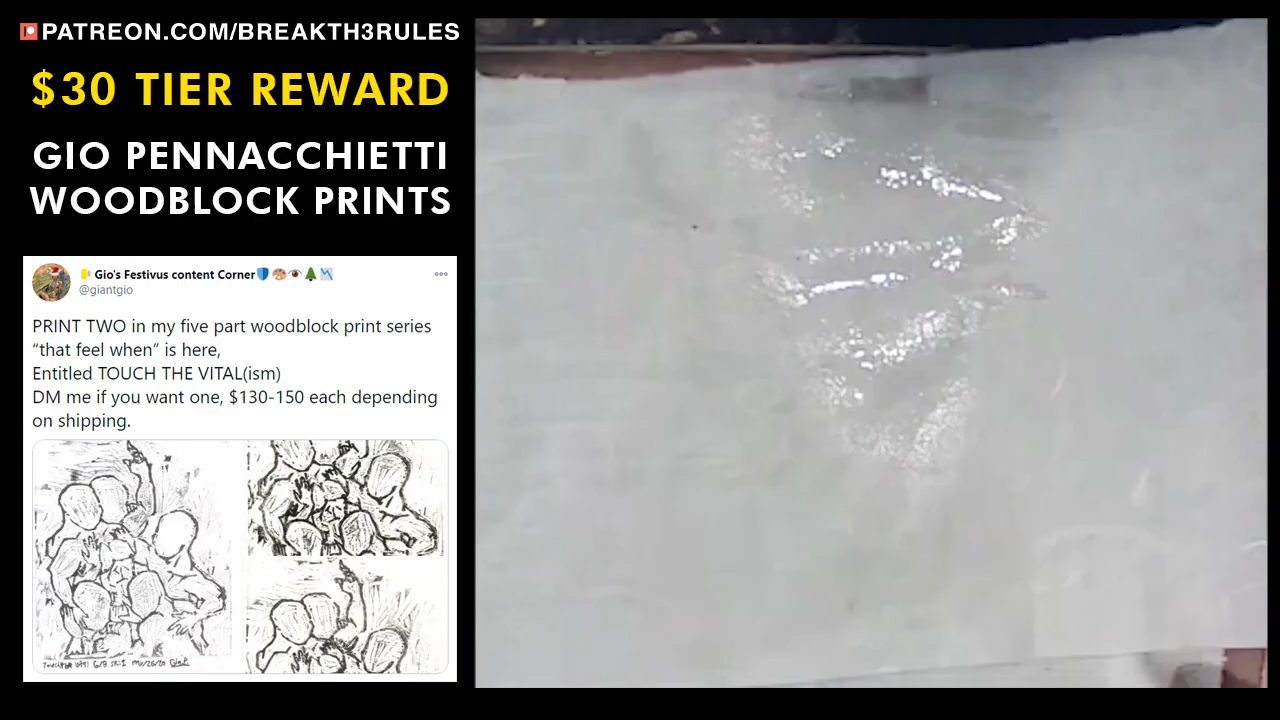 PATREON.COM/BREAKTH3RULES
$30 TIER REWARD
GIO PENNACCHIETTI
WOODBLOCK PRINTS
Gio's Festivus content Corner
@giantgio
PRINT TWO in my five part woodblock print series
“that feel when” is here,
Entitled TOUCH THE VITAL(ism)
DM me if you want one, $130-150 each depending
on shipping.